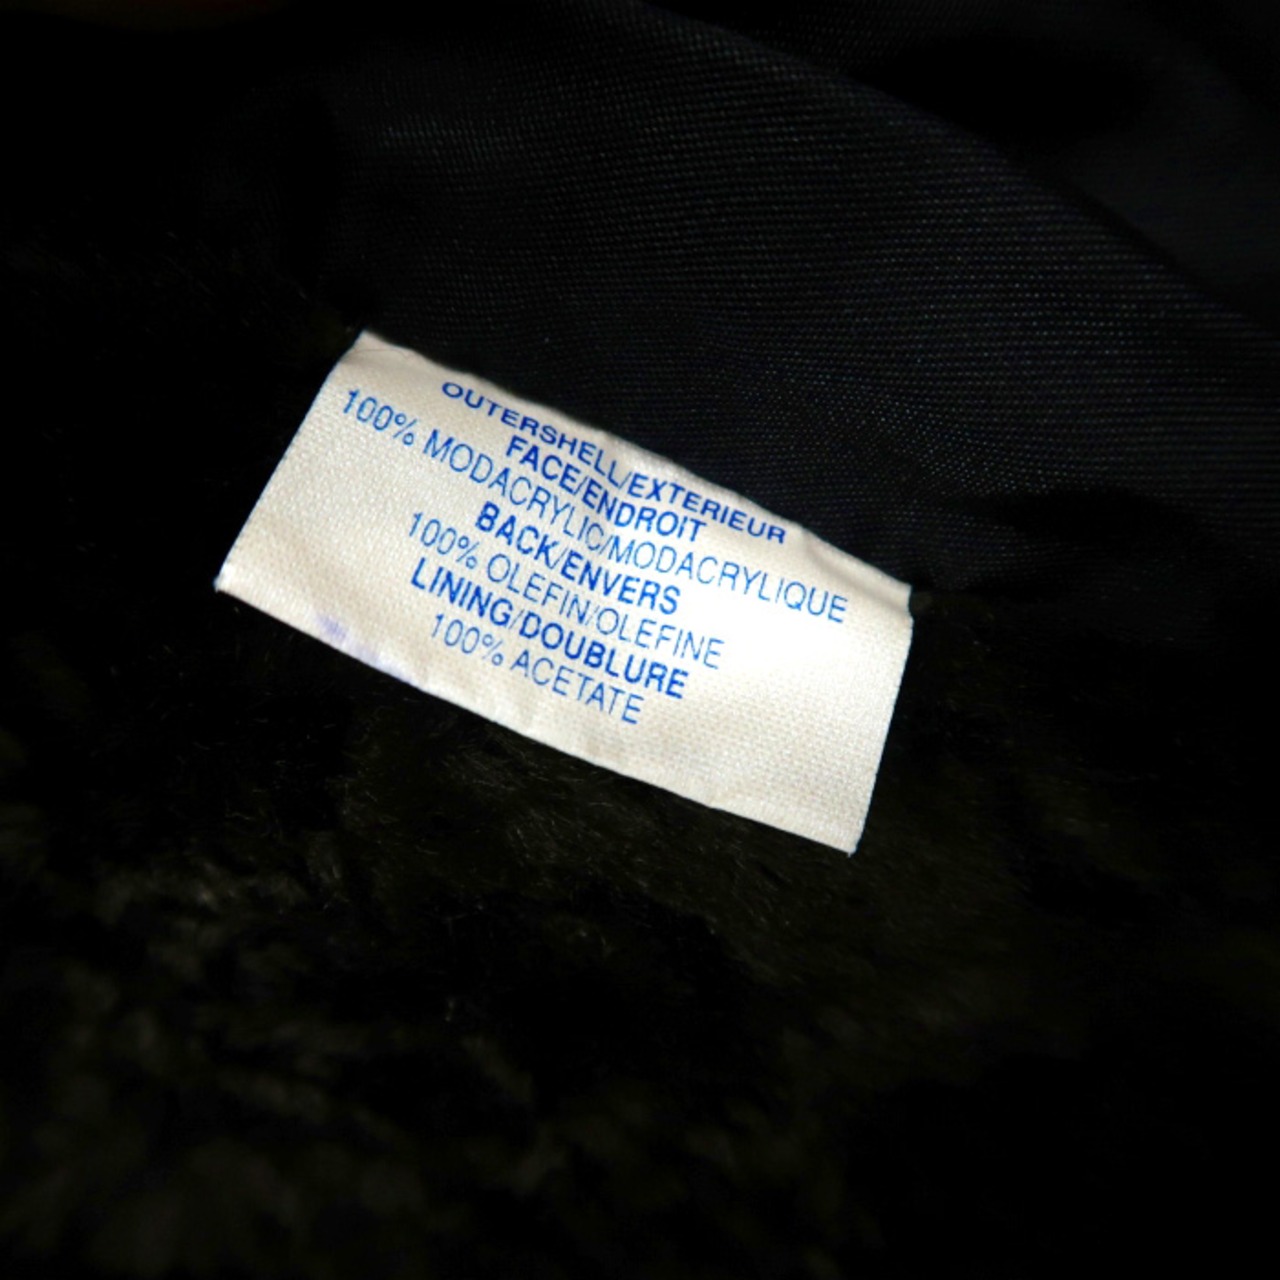 OUTERSHELL/EXTERIEUR
FACE/ENDROIT
100% MODACRYLIC/MODACRYLIQUE
BACK/ENVERS
100% OLEFIN/OLEFINE
LINING/DOUBLURE
100% ACETATE